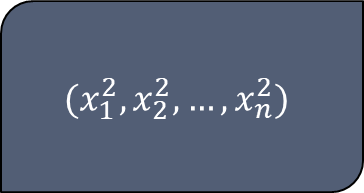 (x₁², x₂², …, xₙ²)